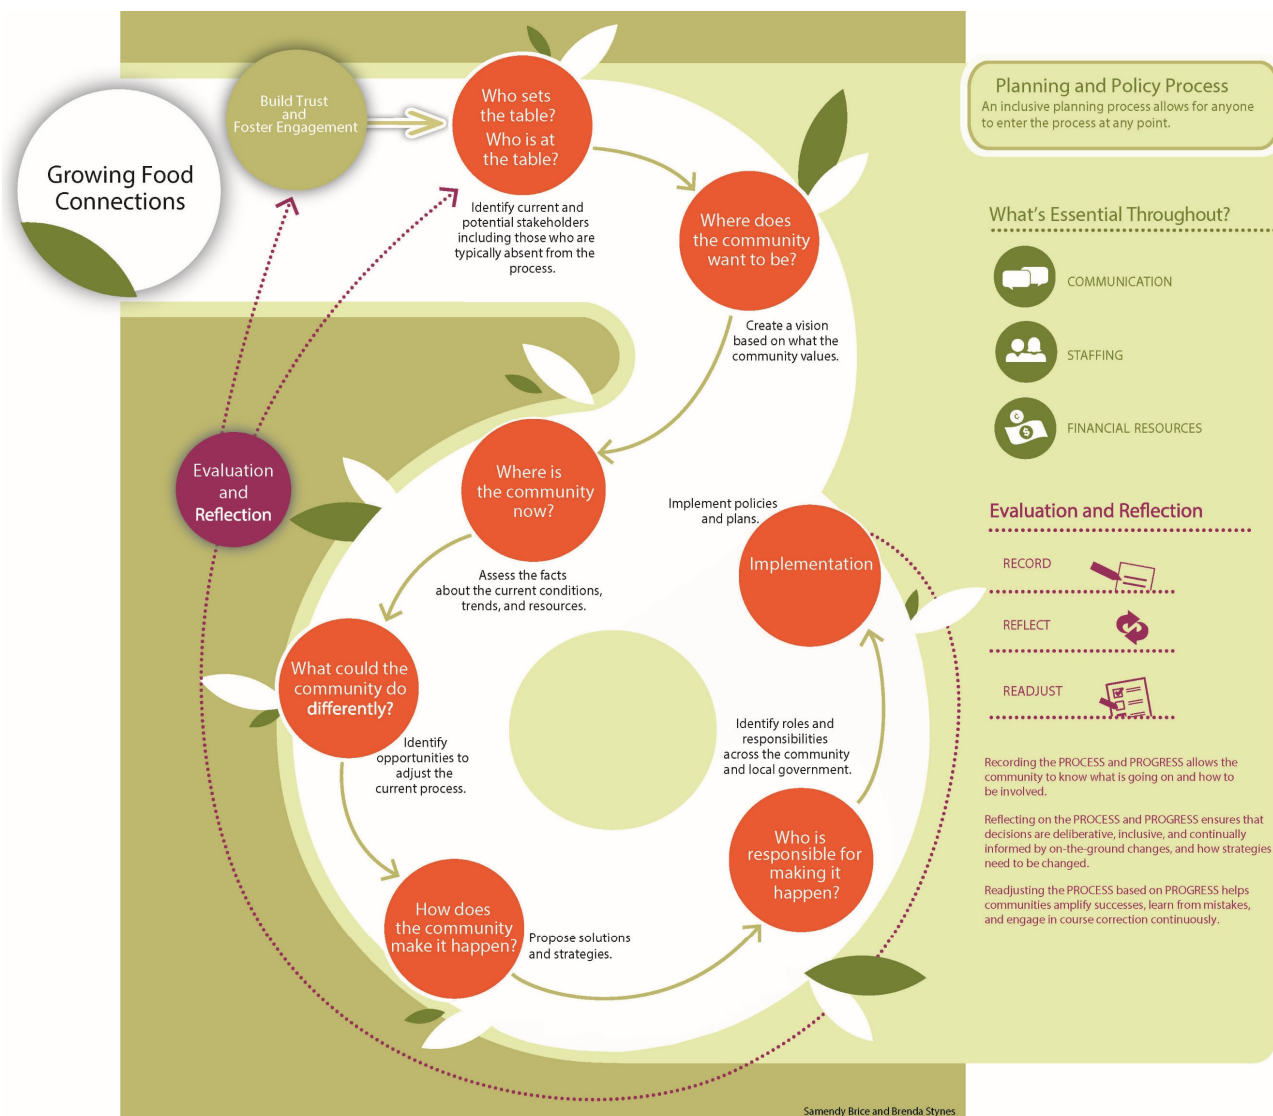 Growing Food
Connections
Build Trust
and
Foster Engagement
Who sets
the table?
Who is at
the table?
Identify current and
potential stakeholders
including those who are
typically absent from the
process.
Where does
the community
want to be?
Create a vision
based on what the
community values.
Where is
the community
now?
Assess the facts
about the current conditions,
trends, and resources.
What could the
community do
differently?
Identify
opportunities to
adjust the
current process.
How does
the community
make it happen?
Propose solutions
and strategies.
Who is
responsible for
making it
happen?
Identify roles and
responsibilities
across the community
and local government.
Implementation
Implement policies
and plans.
Evaluation
and
Reflection
Planning and Policy Process
An inclusive planning process allows for anyone
to enter the process at any point.
What's Essential Throughout?
COMMUNICATION
STAFFING
FINANCIAL RESOURCES
Evaluation and Reflection
RECORD
REFLECT
READJUST
Recording the PROCESS and PROGRESS allows the
community to know what is going on and how to
be involved.
Reflecting on the PROCESS and PROGRESS ensures that
decisions are deliberative, inclusive, and continually
informed by on-the-ground changes, and how strategies
need to be changed.
Readjusting the PROCESS based on PROGRESS helps
communities amplify successes, learn from mistakes,
and engage in course correction continuously.
Samendy Brice and Brenda Stynes